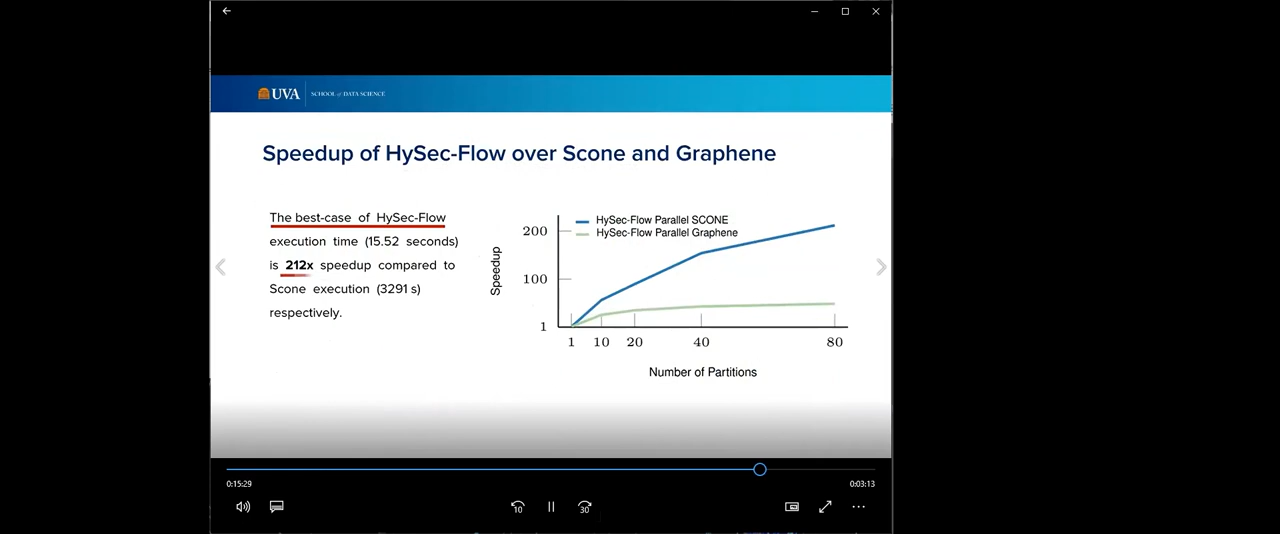 UVA SCHOOL of DATA SCIENCE
Speedup of HySec-Flow over Scone and Graphene
The best-case of HySec-Flow
execution time (15.52 seconds)
is 212x speedup compared to
Scone execution (3291 s)
respectively.
HySec-Flow Parallel SCONE
HySec-Flow Parallel Graphene
200
100
1
Speedup
1 10 20 40 80
Number of Partitions
0:15:29
0:03:13
10
30